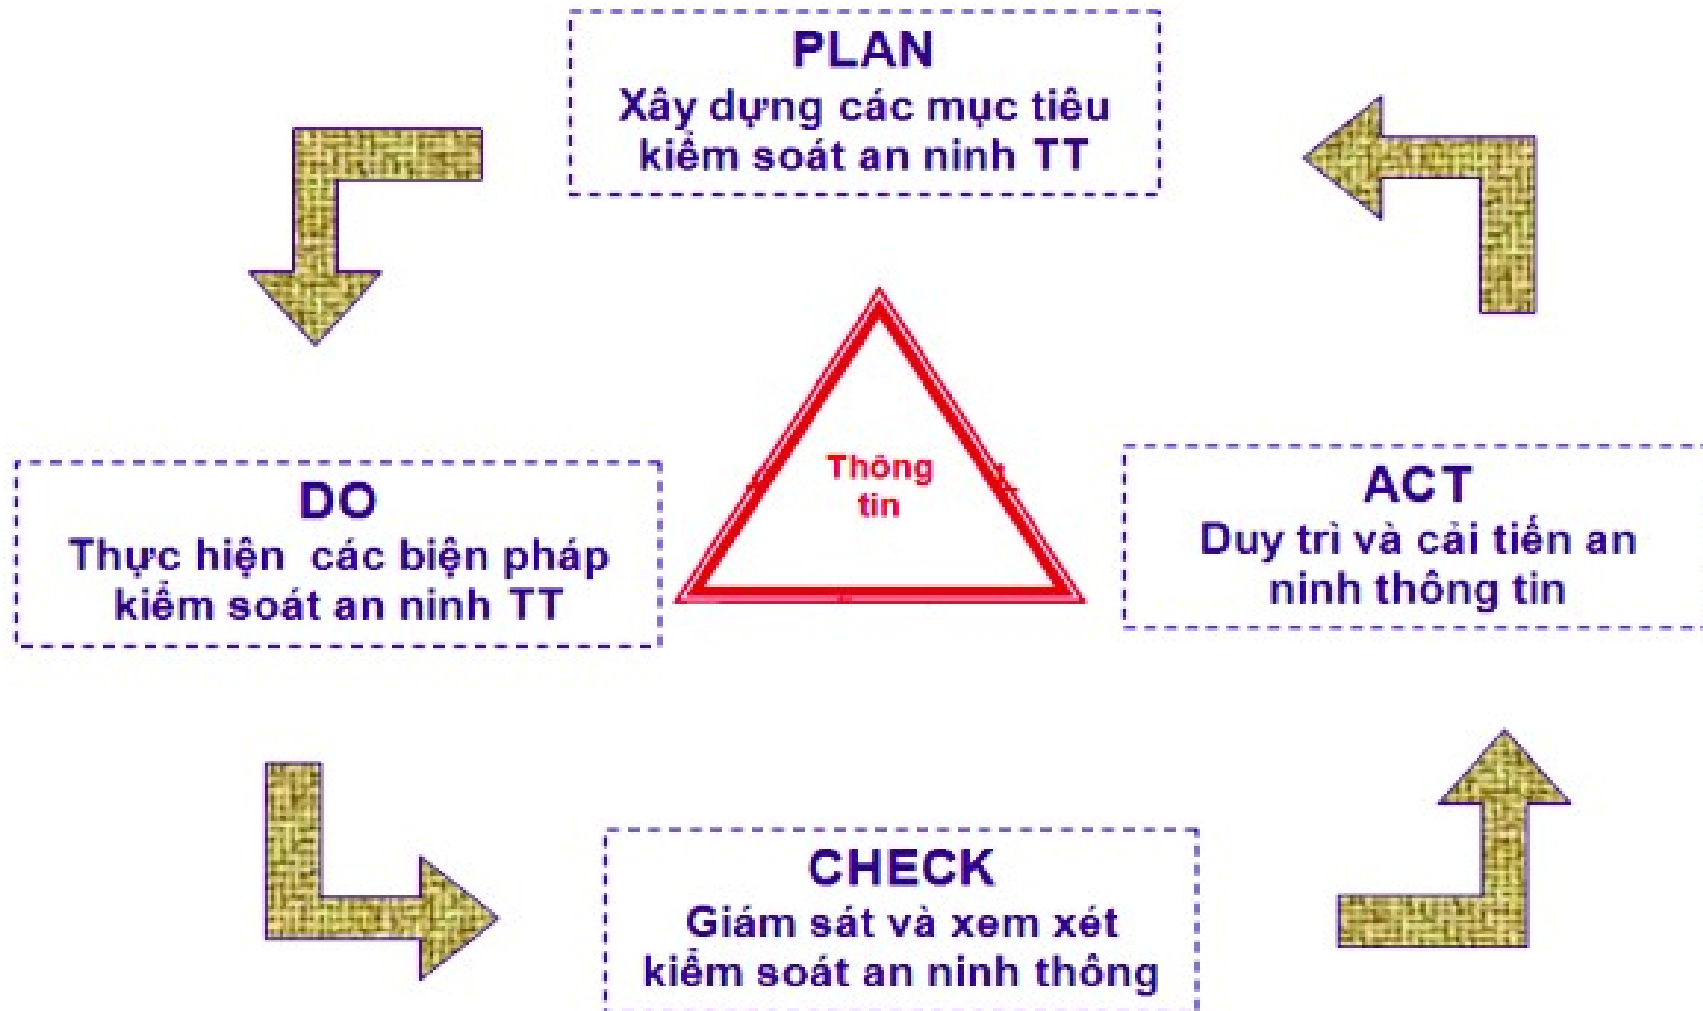 PLAN
Xây dựng các mục tiêu
kiểm soát an ninh TT
Thông
tin
DO
Thực hiện các biện pháp
kiểm soát an ninh TT
ACT
Duy trì và cải tiến an
ninh thông tin
CHECK
Giám sát và xem xét
kiểm soát an ninh thông